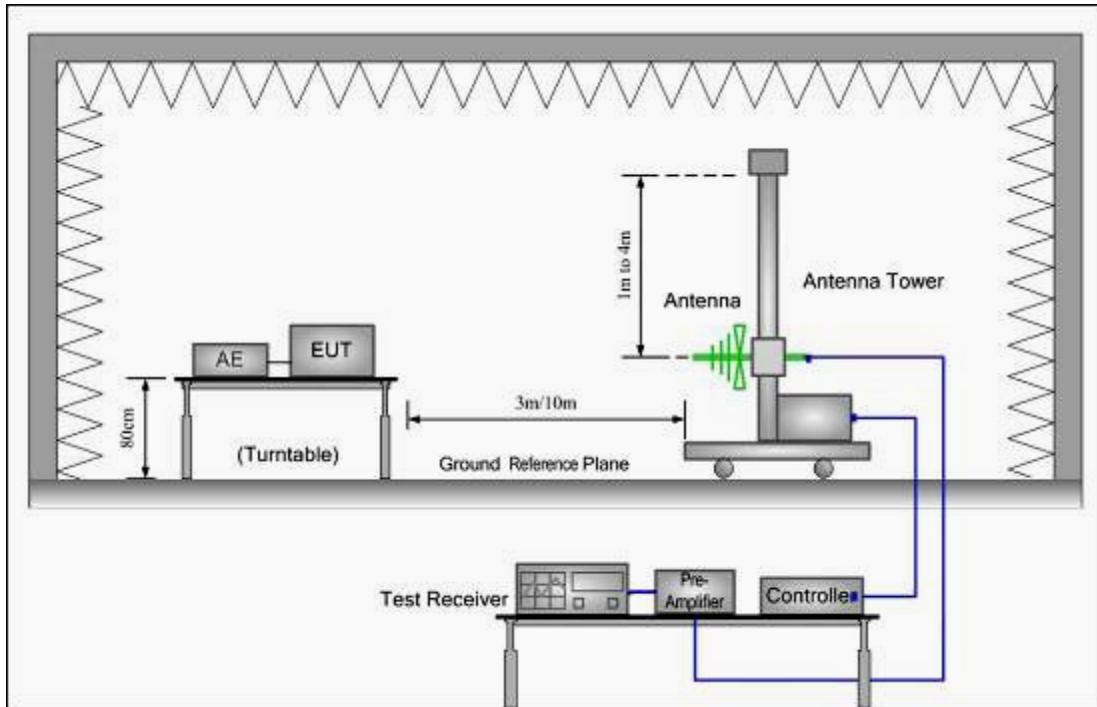 1m to 4m
Antenna Tower
Antenna
AE
EUT
80cm
3m/10m
(Turntable)
Ground Reference Plane
Test Receiver
Pre-
Amplifier
Controlle